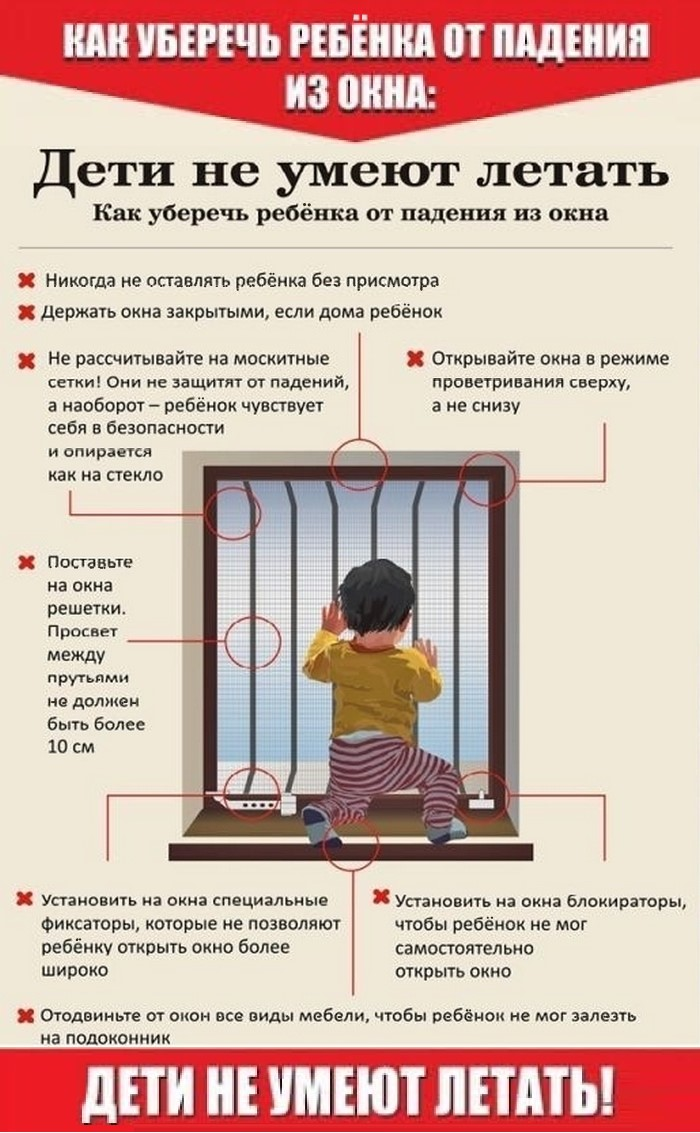 КАК УБЕРЕЧЬ РЕБЁНКА ОТ ПАДЕНИЯ
ИЗ ОКНА:
Дети не умеют летать
Как уберечь ребёнка от падения из окна
Никогда не оставлять ребёнка без присмотра
Держать окна закрытыми, если дома ребёнок
Не рассчитывайте на москитные
сетки! Они не защитят от падений,
а наоборот – ребёнок чувствует
себя в безопасности
и опирается
как на стекло
Открывайте окна в режиме
проветривания сверху,
а не снизу
Поставьте
на окна
решетки.
Просвет
между
прутьями
не должен
быть более
10 см
Установить на окна специальные
фиксаторы, которые не позволяют
ребёнку открыть окно более
широко
Установить на окна блокираторы,
чтобы ребёнок не мог
самостоятельно
открыть окно
Отодвиньте от окон все виды мебели, чтобы ребёнок не мог залезть
на подоконник
ДЕТИ НЕ УМЕЮТ ЛЕТАТЬ!